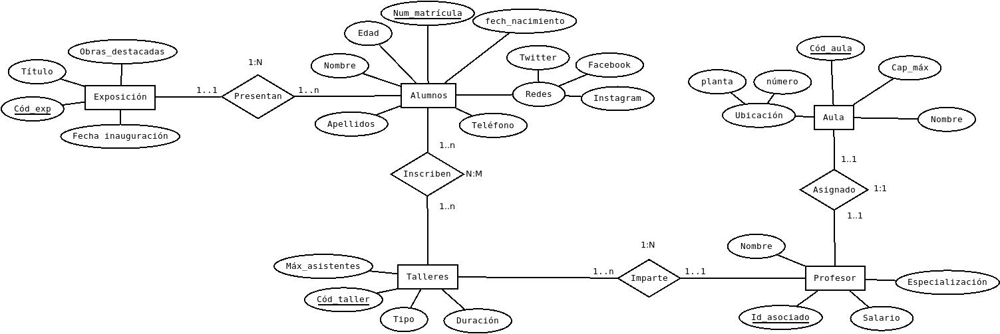 Num_matrícula
fech_nacimiento
Edad
Obras_destacadas
Cód_aula
Twitter
Título
1:N
Nombre
Facebook
Cap_máx
planta
número
1..1
1..n
Exposición
Presentan
Alumnos
Redes
Instagram
Cód_exp
Ubicación
Aula
Nombre
Apellidos
Teléfono
Fecha inauguración
1..n
1..1
Inscriben
N:M
Asignado
1:1
1..n
1..1
Nombre
1:N
Máx_asistentes
Talleres
1..n
Imparte
1..1
Profesor
Especialización
Cód_taller
Tipo
Duración
Id_asociado
Salario